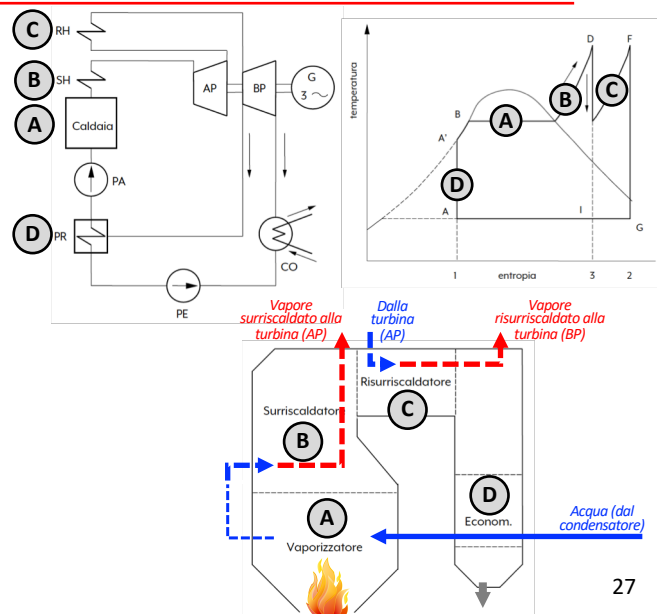 C RH
B SH
A
Caldaia
AP
BP
G
3 ~
PA
D PR
CO
PE
temperatura
D
F
B
A
B
C
A'
D
A
I
G
1
entropia
3
2
Vapore
surriscaldato alla
turbina (AP)
Dalla
turbina
(AP)
Vapore
risurriscaldato alla
turbina (BP)
Risurriscaldatore
C
Surriscaldatore
B
D
Econom.
A
Vaporizzatore
Acqua (dal
condensatore)
27